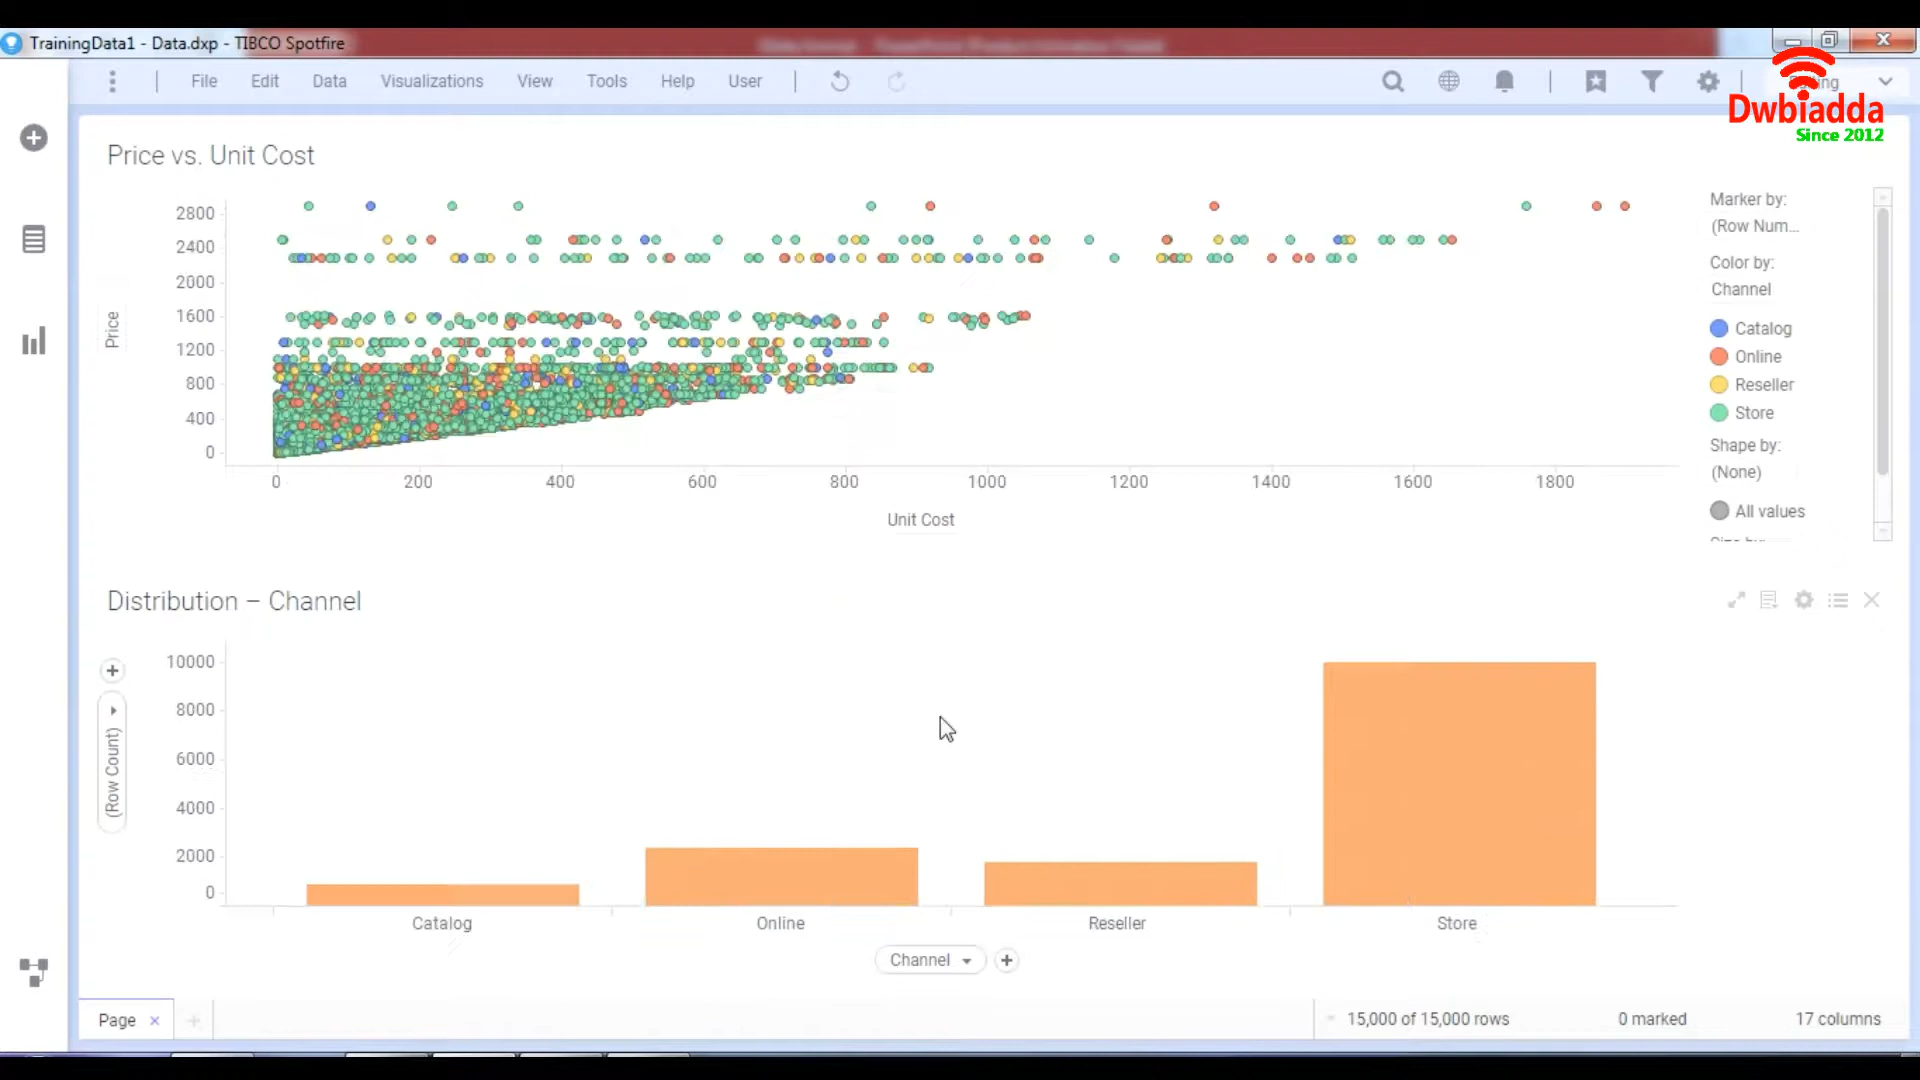 TrainingData1 - Data.dxp - TIBCO Spotfire
File Edit Data Visualizations View Tools Help User
Dwbiadda
Since 2012
Price vs. Unit Cost
Price
2800
2400
2000
1600
1200
800
400
0
0 200 400 600 800 1000 1200 1400 1600 1800
Unit Cost
Marker by:
(Row Num...
Color by:
Channel
Catalog
Online
Reseller
Store
Shape by:
(None)
All values
Distribution – Channel
(Row Count)
10000
8000
6000
4000
2000
0
Catalog Online Reseller Store
Channel
Page
15,000 of 15,000 rows 0 marked 17 columns